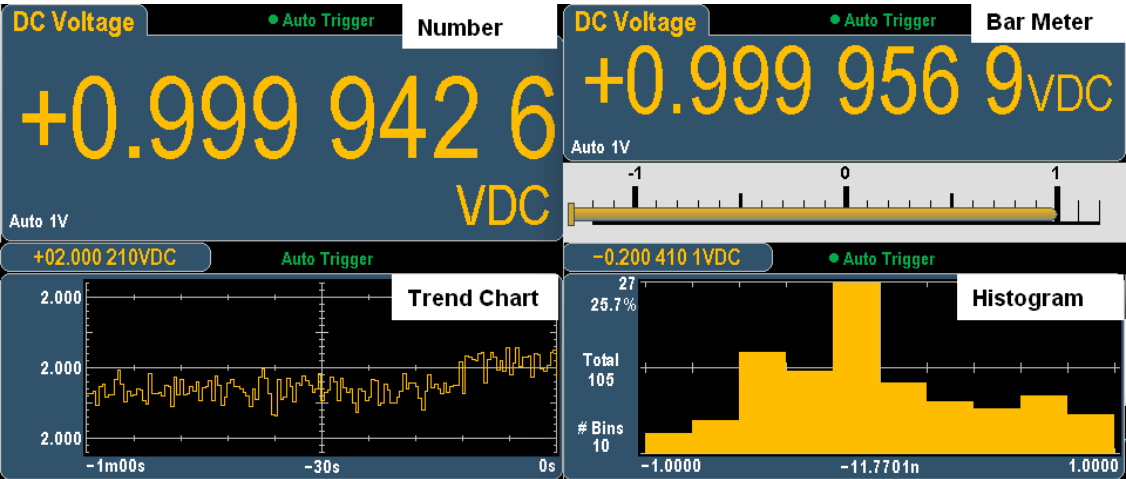 DC Voltage
Auto Trigger
Number
+0.999 942 6
VDC
Auto 1V
DC Voltage
Auto Trigger
Bar Meter
+0.999 956 9VDC
Auto 1V
-1 0 1
+02.000 210VDC
Auto Trigger
Trend Chart
2.000
2.000
2.000
−1m00s −30s 0s
−0.200 410 1VDC
Auto Trigger
Histogram
27
25.7%
Total
105
# Bins
10
−1.0000 −11.7701n 1.0000